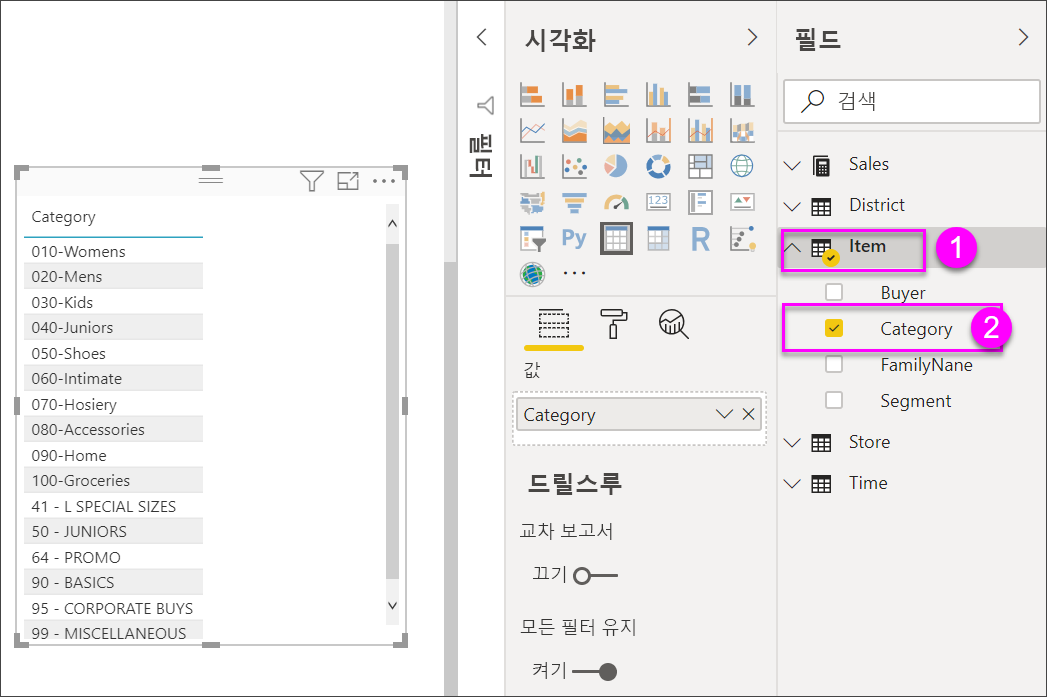 Category
010-Womens
020-Mens
030-Kids
040-Juniors
050-Shoes
060-Intimate
070-Hosiery
080-Accessories
090-Home
100-Groceries
41 - L SPECIAL SIZES
50 - JUNIORS
64 - PROMO
90 - BASICS
95 - CORPORATE BUYS
99 - MISCELLANEOUS
필터
시각화
123
Py
R
값
Category
드릴스루
교차 보고서
끄기
모든 필터 유지
켜기
필드
검색
Sales
District
Item
1
Buyer
Category
2
FamilyNane
Segment
Store
Time